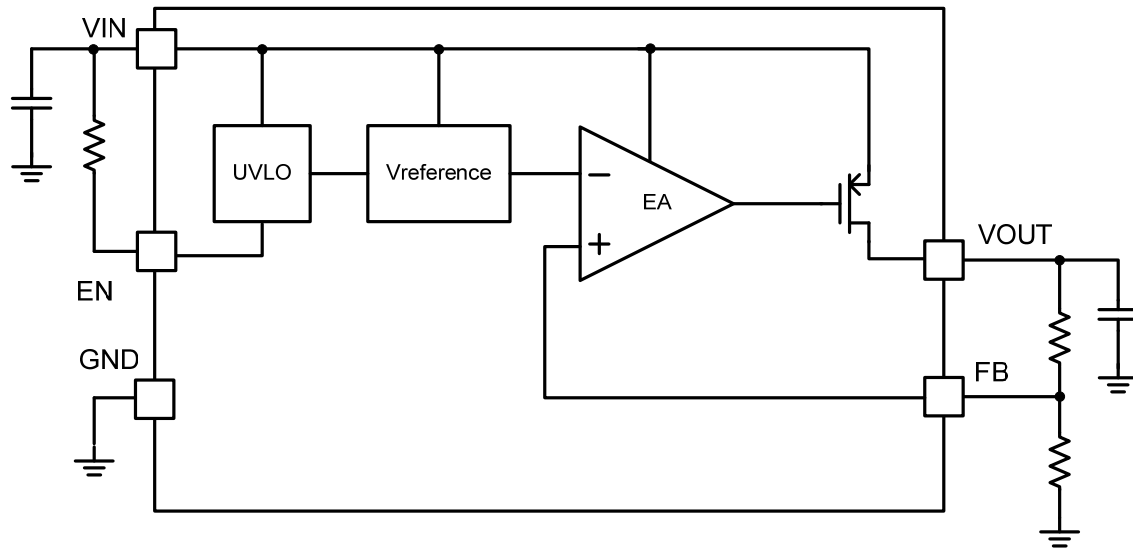 VIN
UVLO
Vreference
−
EA
+
VOUT
EN
GND
FB